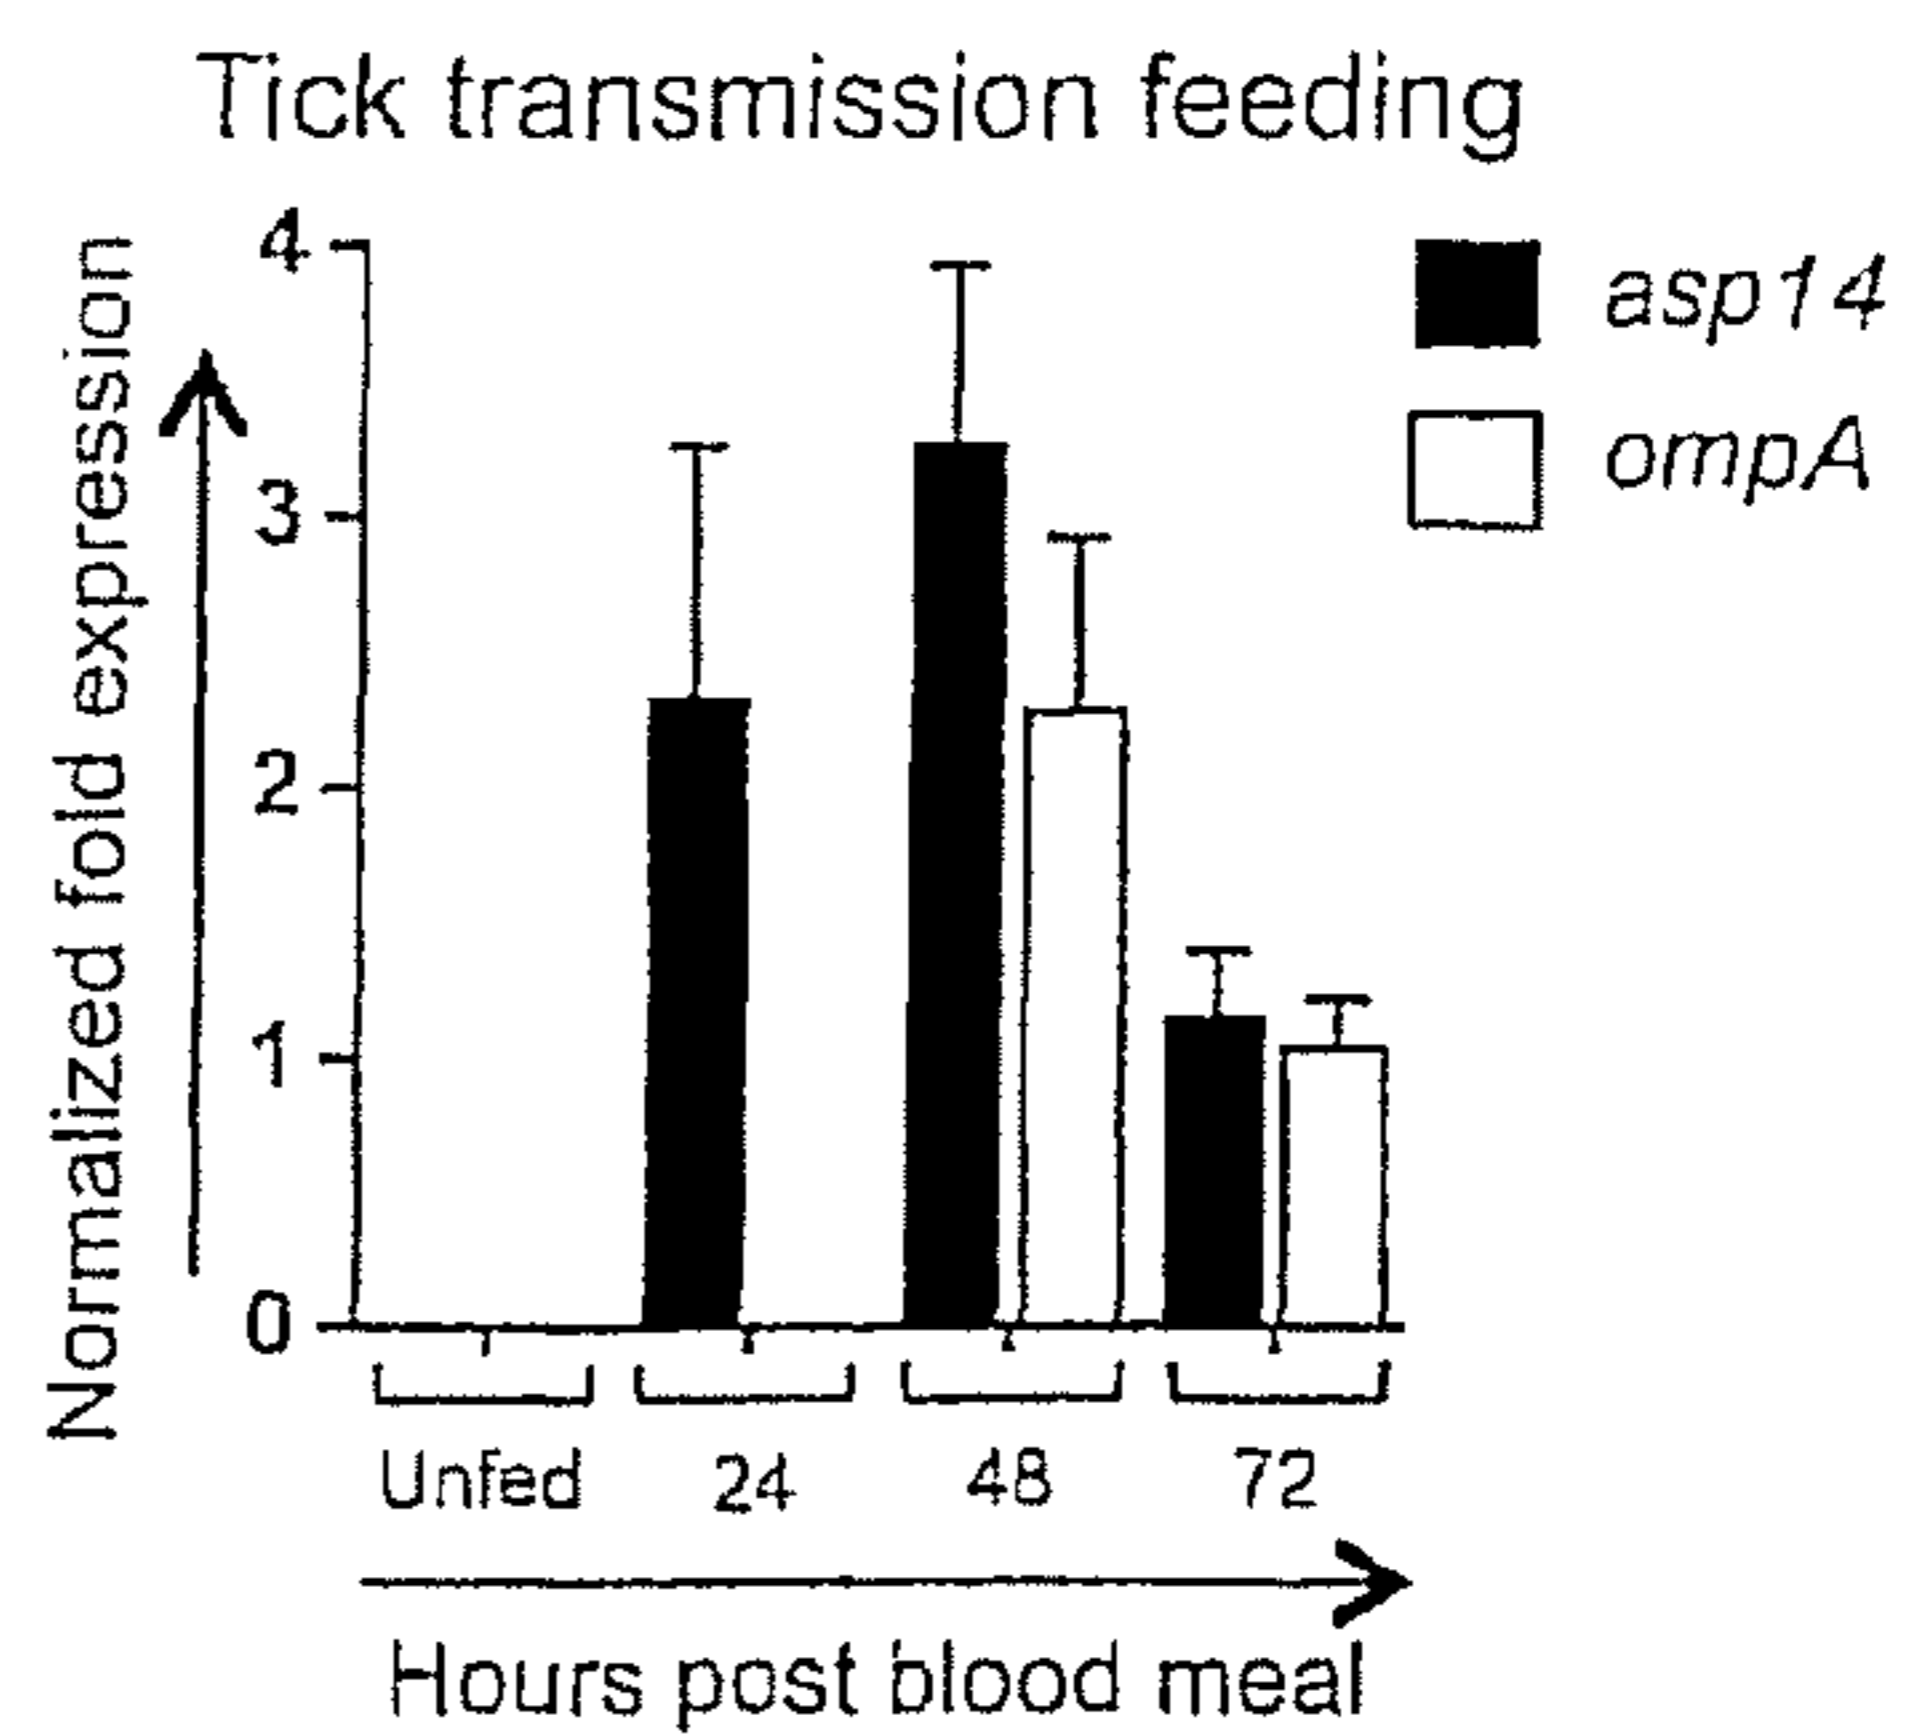 Tick transmission feeding
Normalized fold expression
4
3
2
1
0
asp14
ompA
Unfed 24 48 72
Hours post blood meal